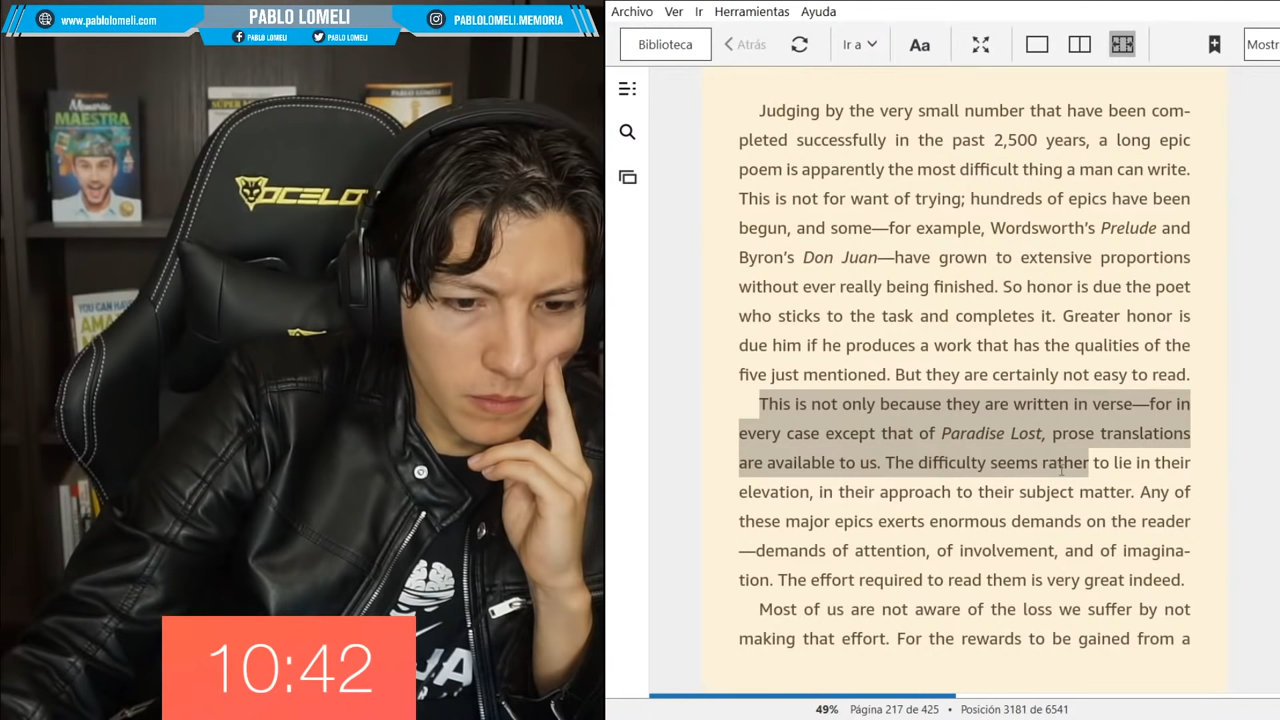 www.pablolomeli.com
PABLO LOMELI
PABLOLOMELI.MEMORIA
PABLO LOMELI
PABLO LOMELI
Memoria
MAESTRA
OCELO
YOU CAN HAVE
10:42
Archivo Ver Ir Herramientas Ayuda
Biblioteca
Atrás
Ir a
Aa
Mostr
Judging by the very small number that have been com-
pleted successfully in the past 2,500 years, a long epic
poem is apparently the most difficult thing a man can write.
This is not for want of trying; hundreds of epics have been
begun, and some—for example, Wordsworth's Prelude and
Byron's Don Juan—have grown to extensive proportions
without ever really being finished. So honor is due the poet
who sticks to the task and completes it. Greater honor is
due him if he produces a work that has the qualities of the
five just mentioned. But they are certainly not easy to read.
This is not only because they are written in verse—for in
every case except that of Paradise Lost, prose translations
are available to us. The difficulty seems rather to lie in their
elevation, in their approach to their subject matter. Any of
these major epics exerts enormous demands on the reader
—demands of attention, of involvement, and of imagina-
tion. The effort required to read them is very great indeed.
Most of us are not aware of the loss we suffer by not
making that effort. For the rewards to be gained from a
49% Página 217 de 425 • Posición 3181 de 6541